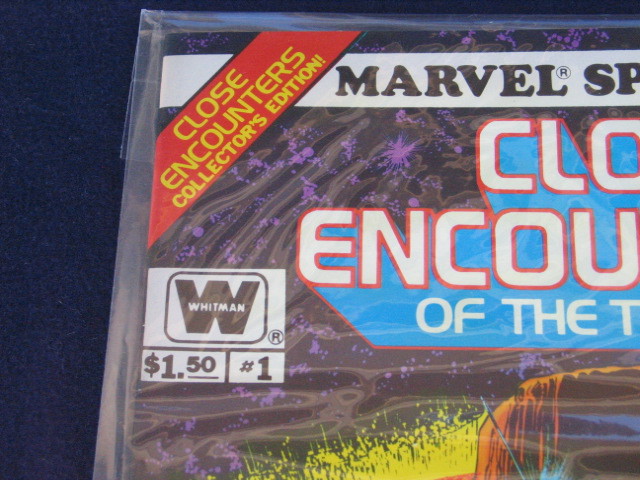 CLOSE
ENCOUNTERS
COLLECTOR'S EDITION!
MARVEL® SP
CLO
ENCOU
OF THE T
W
WHITMAN
®
$1.50 #1